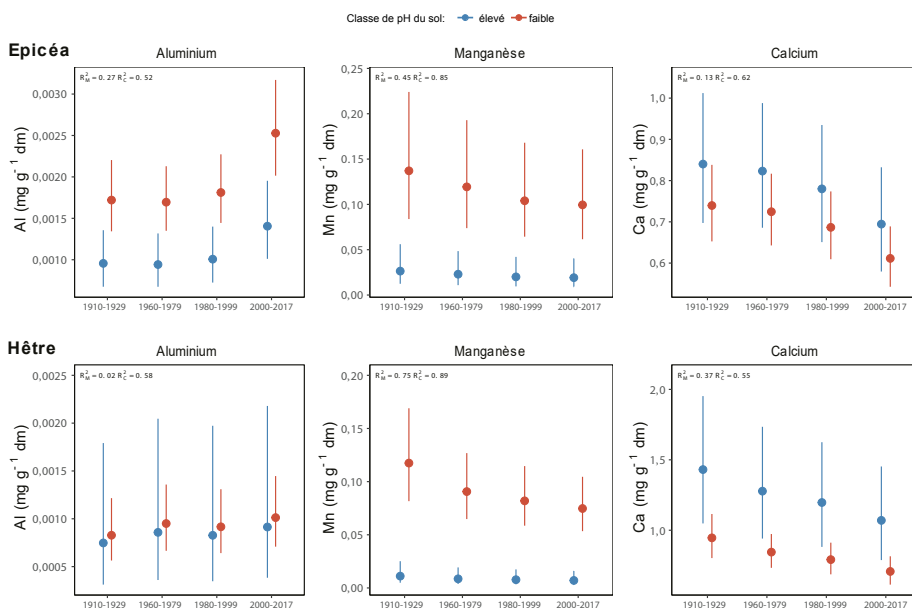 Classe de pH du sol: élevé faible
Epicéa
Aluminium Manganèse Calcium
R²M = 0. 27 R²C = 0. 52
0,0030
0,0025
0,0020
0,0015
0,0010
Al (mg g⁻¹ dm)
1910-1929 1960-1979 1980-1999 2000-2017
R²M = 0. 45 R²C = 0. 85
0,25
0,20
0,15
0,10
0,05
0,00
Mn (mg g⁻¹ dm)
1910-1929 1960-1979 1980-1999 2000-2017
R²M = 0. 13 R²C = 0. 62
1,0
0,9
0,8
0,7
0,6
Ca (mg g⁻¹ dm)
1910-1929 1960-1979 1980-1999 2000-2017
Hêtre
Aluminium Manganèse Calcium
R²M = 0. 02 R²C = 0. 58
0,0025
0,0020
0,0015
0,0010
0,0005
Al (mg g⁻¹ dm)
1910-1929 1960-1979 1980-1999 2000-2017
R²M = 0. 75 R²C = 0. 89
0,20
0,15
0,10
0,05
0,00
Mn (mg g⁻¹ dm)
1910-1929 1960-1979 1980-1999 2000-2017
R²M = 0. 37 R²C = 0. 55
2,0
1,5
1,0
Ca (mg g⁻¹ dm)
1910-1929 1960-1979 1980-1999 2000-2017